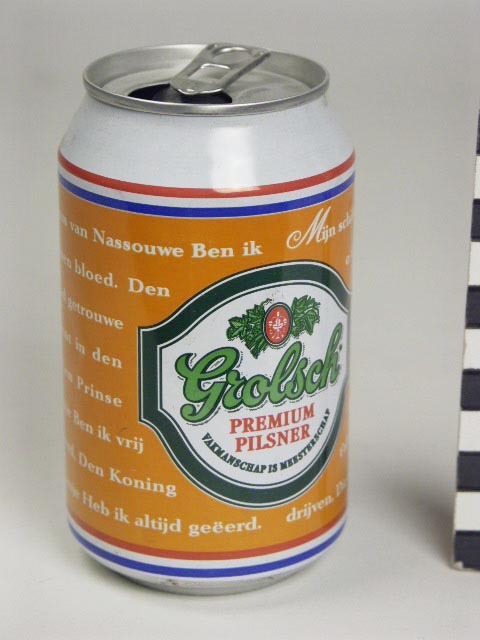 van Nassouwe Ben ik
bloed. Den
getrouwe
in den
Prinse
Ben ik vrij
Den Koning
Heb ik altijd geëerd.
Mijn
drijven,
Grolsch
PREMIUM
PILSNER
VAKMANSCHAP IS MEESTERSCHAP